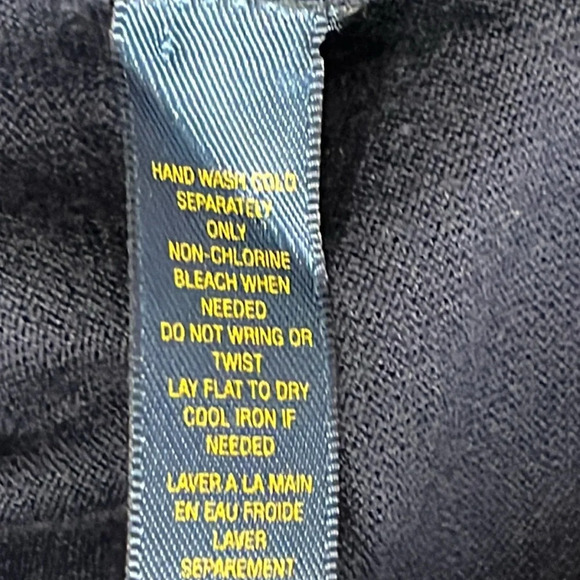 HAND WASH COLD
SEPARATELY
ONLY
NON-CHLORINE
BLEACH WHEN
NEEDED
DO NOT WRING OR
TWIST
LAY FLAT TO DRY
COOL IRON IF
NEEDED
LAVER A LA MAIN
EN EAU FROIDE
LAVER
SEPAREMENT